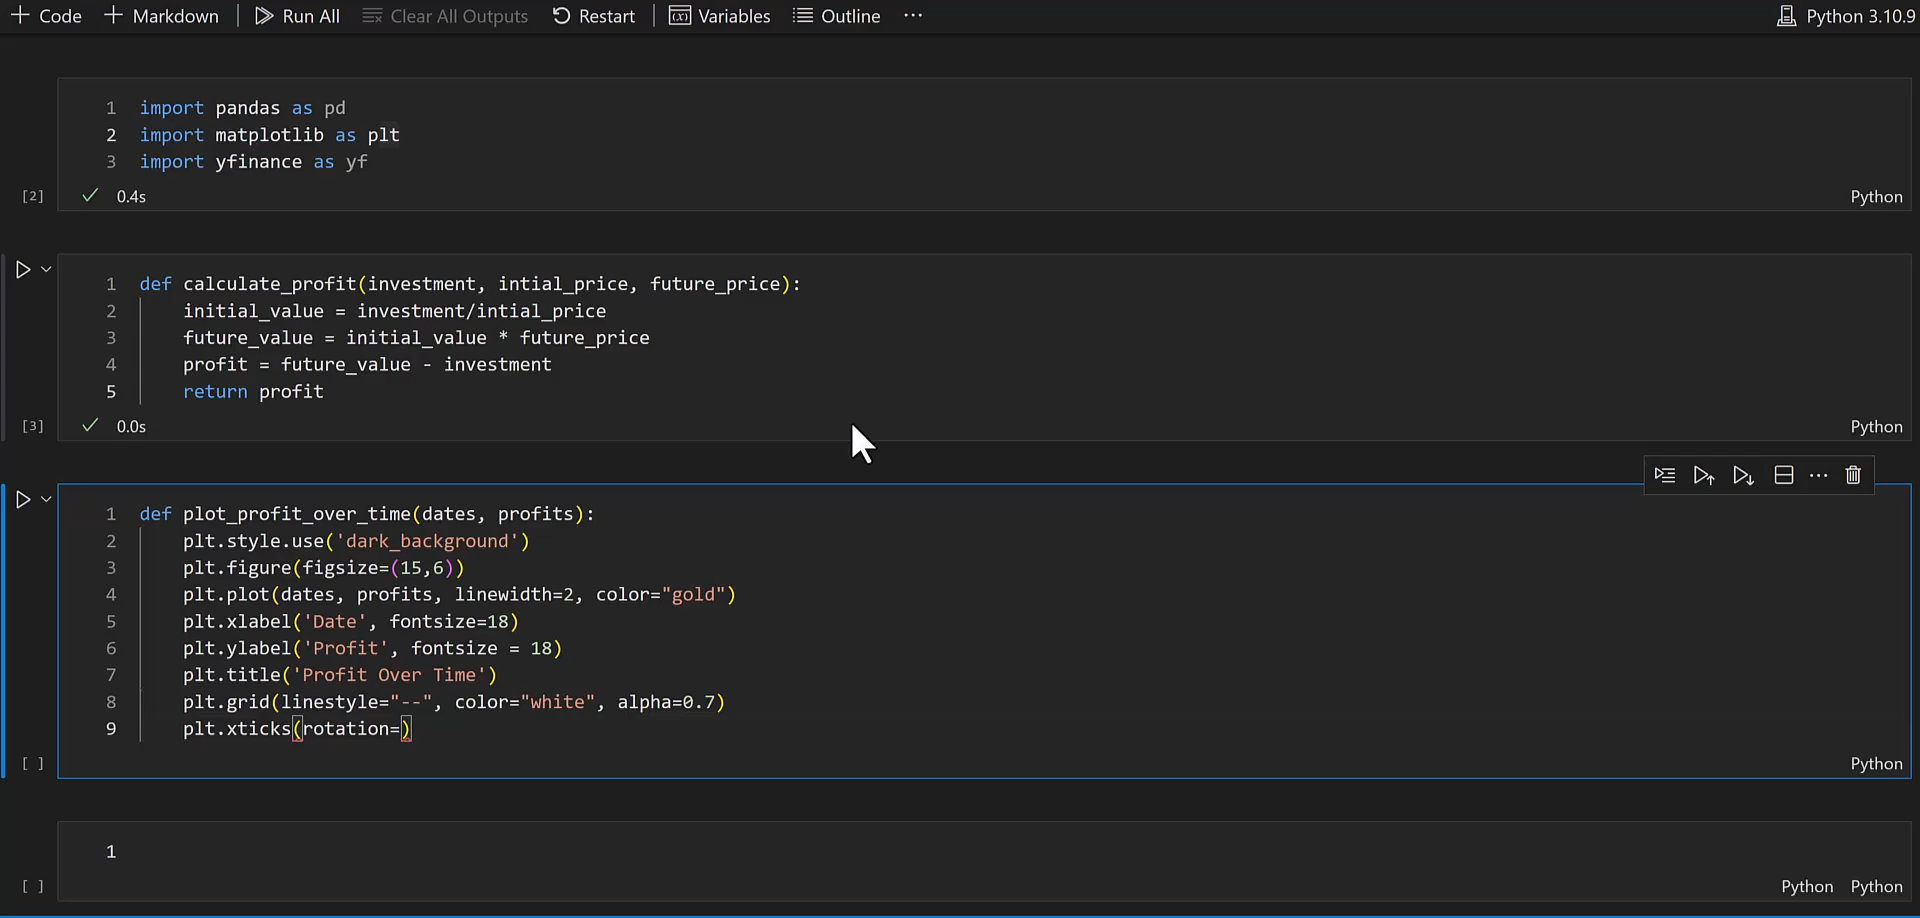 Code Markdown Run All Clear All Outputs Restart Variables Outline ··· Python 3.10.9
1 import pandas as pd
2 import matplotlib as plt
3 import yfinance as yf
[2] 0.4s Python
1 def calculate_profit(investment, intial_price, future_price):
2 initial_value = investment/intial_price
3 future_value = initial_value * future_price
4 profit = future_value - investment
5 return profit
[3] 0.0s Python
1 def plot_profit_over_time(dates, profits):
2 plt.style.use('dark_background')
3 plt.figure(figsize=(15,6))
4 plt.plot(dates, profits, linewidth=2, color="gold")
5 plt.xlabel('Date', fontsize=18)
6 plt.ylabel('Profit', fontsize = 18)
7 plt.title('Profit Over Time')
8 plt.grid(linestyle="--", color="white", alpha=0.7)
9 plt.xticks(rotation=)
[ ] Python
1
[ ] Python Python